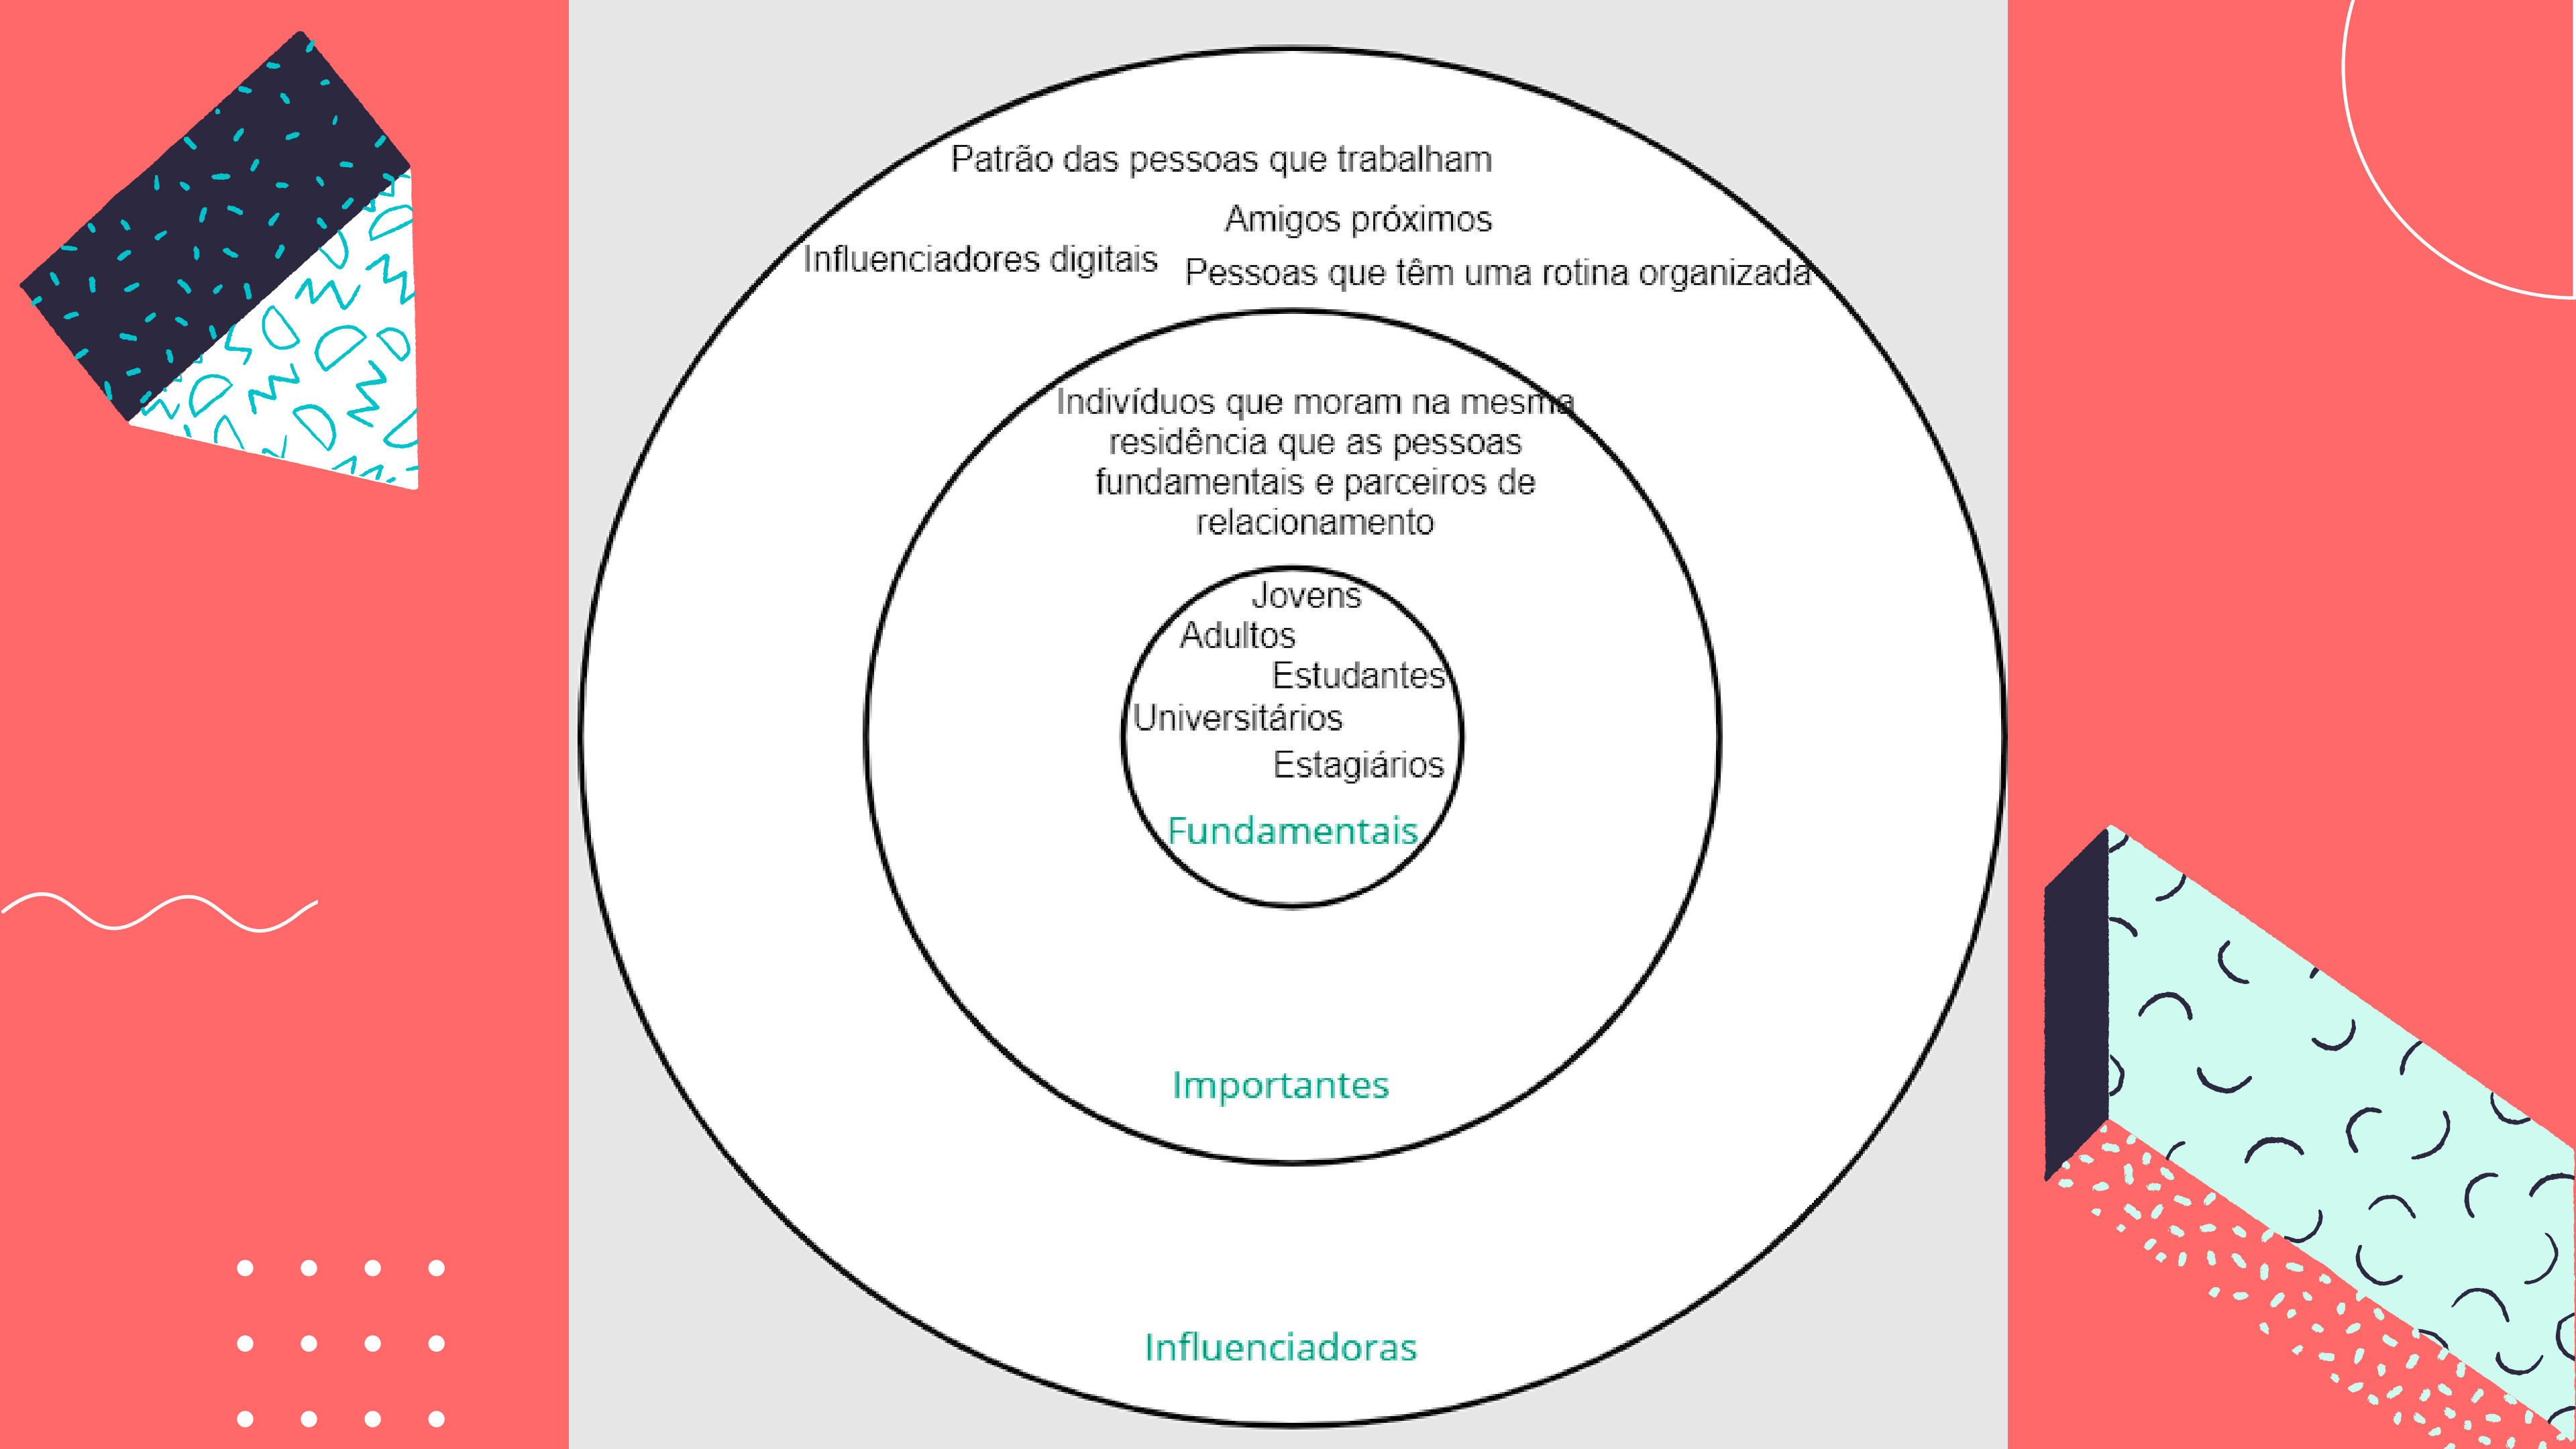 Patrão das pessoas que trabalham
Amigos próximos
Influenciadores digitais
Pessoas que têm uma rotina organizada
Indivíduos que moram na mesma
residência que as pessoas
fundamentais e parceiros de
relacionamento
Jovens
Adultos
Estudantes
Universitários
Estagiários
Fundamentais
Importantes
Influenciadoras